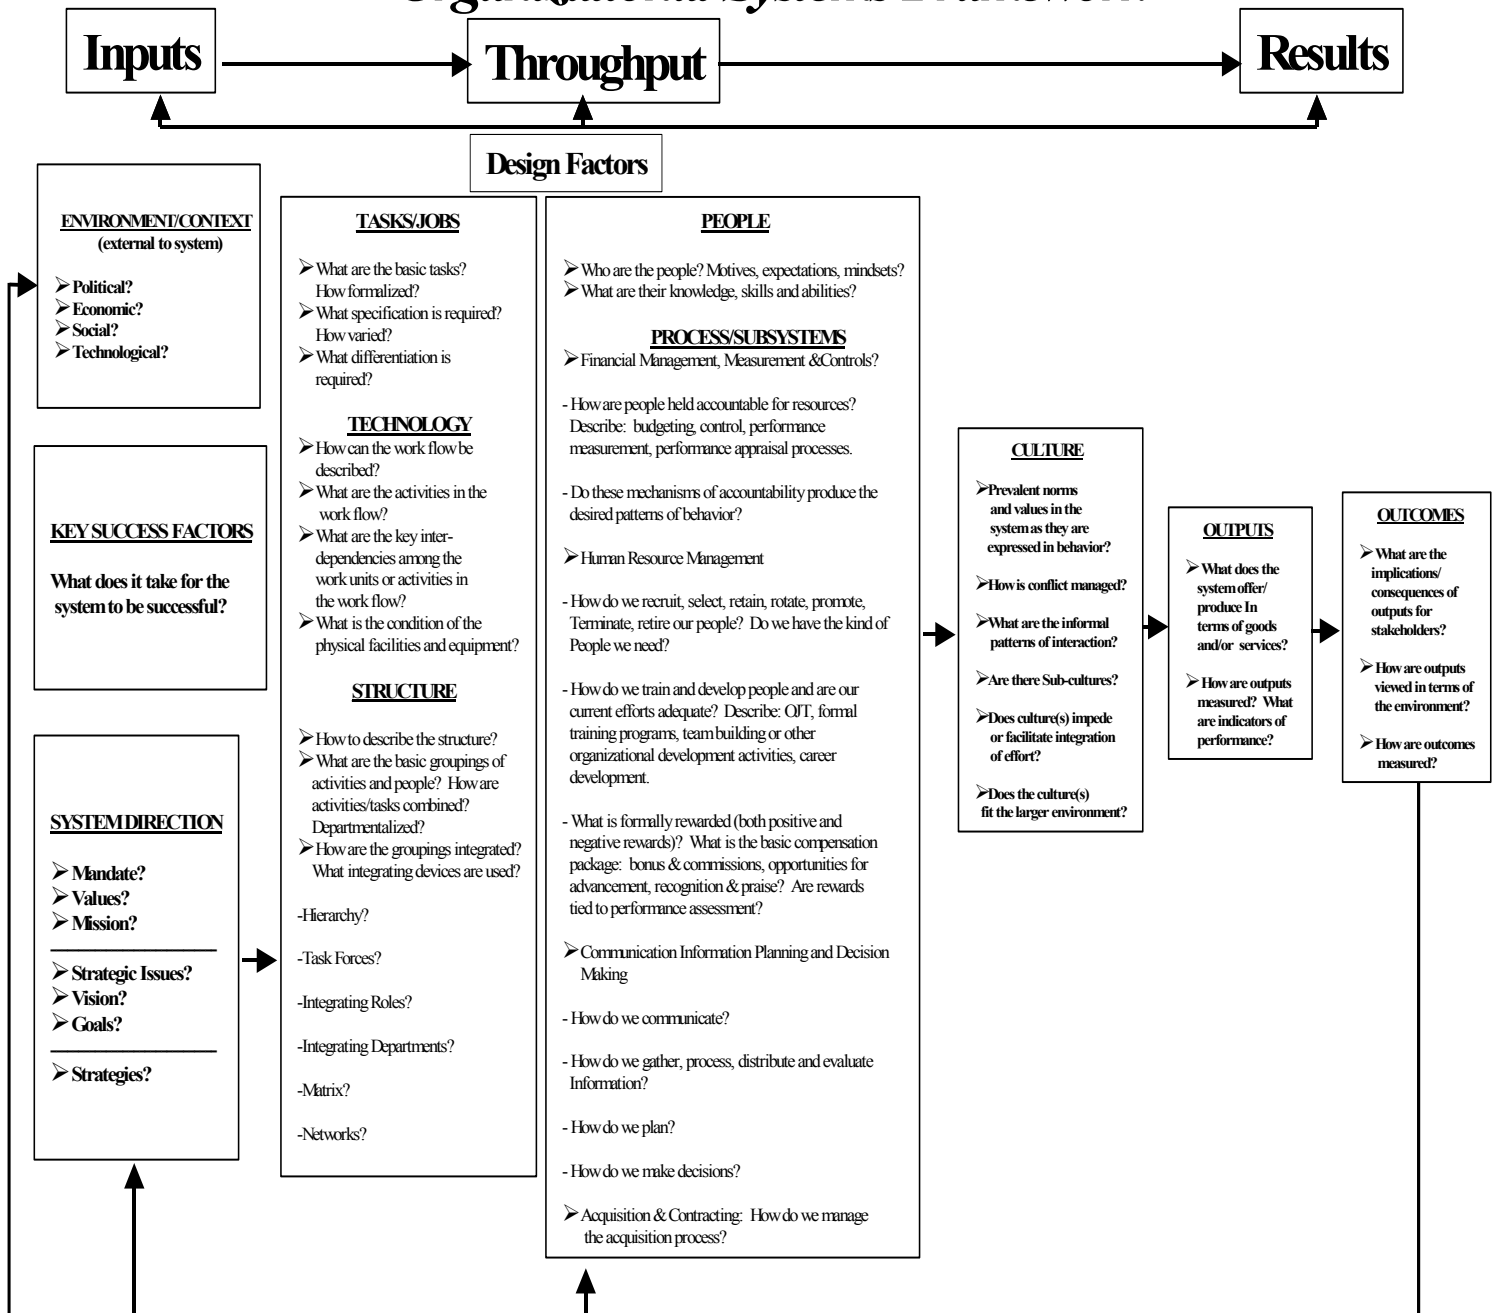 Organizational Systems Framework
Inputs
Throughput
Results
Design Factors
ENVIRONMENT/CONTEXT
(external to system)
➢Political?
➢Economic?
➢Social?
➢Technological?
KEY SUCCESS FACTORS
What does it take for the
system to be successful?
SYSTEM DIRECTION
➢Mandate?
➢Values?
➢Mission?
➢Strategic Issues?
➢Vision?
➢Goals?
➢Strategies?
TASKS/JOBS
➢What are the basic tasks?
How formalized?
➢What specification is required?
How varied?
➢What differentiation is
required?
TECHNOLOGY
➢How can the work flow be
described?
➢What are the activities in the
work flow?
➢What are the key inter-
dependencies among the
work units or activities in
the work flow?
➢What is the condition of the
physical facilities and equipment?
STRUCTURE
➢How to describe the structure?
➢What are the basic groupings of
activities and people? How are
activities/tasks combined?
Departmentalized?
➢How are the groupings integrated?
What integrating devices are used?
-Hierarchy?
-Task Forces?
-Integrating Roles?
-Integrating Departments?
-Matrix?
-Networks?
PEOPLE
➢Who are the people? Motives, expectations, mindsets?
➢What are their knowledge, skills and abilities?
PROCESS/SUBSYSTEMS
➢Financial Management, Measurement &Controls?
- How are people held accountable for resources?
Describe: budgeting, control, performance
measurement, performance appraisal processes.
- Do these mechanisms of accountability produce the
desired patterns of behavior?
➢Human Resource Management
- How do we recruit, select, retain, rotate, promote,
Terminate, retire our people? Do we have the kind of
People we need?
- How do we train and develop people and are our
current efforts adequate? Describe: OJT, formal
training programs, team building or other
organizational development activities, career
development.
- What is formally rewarded (both positive and
negative rewards)? What is the basic compensation
package: bonus & commissions, opportunities for
advancement, recognition & praise? Are rewards
tied to performance assessment?
➢Communication Information Planning and Decision
Making
- How do we communicate?
- How do we gather, process, distribute and evaluate
Information?
- How do we plan?
- How do we make decisions?
➢Acquisition & Contracting: How do we manage
the acquisition process?
CULTURE
➢Prevalent norms
and values in the
system as they are
expressed in behavior?
➢How is conflict managed?
➢What are the informal
patterns of interaction?
➢Are there Sub-cultures?
➢Does culture(s) impede
or facilitate integration
of effort?
➢Does the culture(s)
fit the larger environment?
OUTPUTS
➢What does the
system offer/
produce In
terms of goods
and/or services?
➢How are outputs
measured? What
are indicators of
performance?
OUTCOMES
➢What are the
implications/
consequences of
outputs for
stakeholders?
➢How are outputs
viewed in terms of
the environment?
➢How are outcomes
measured?